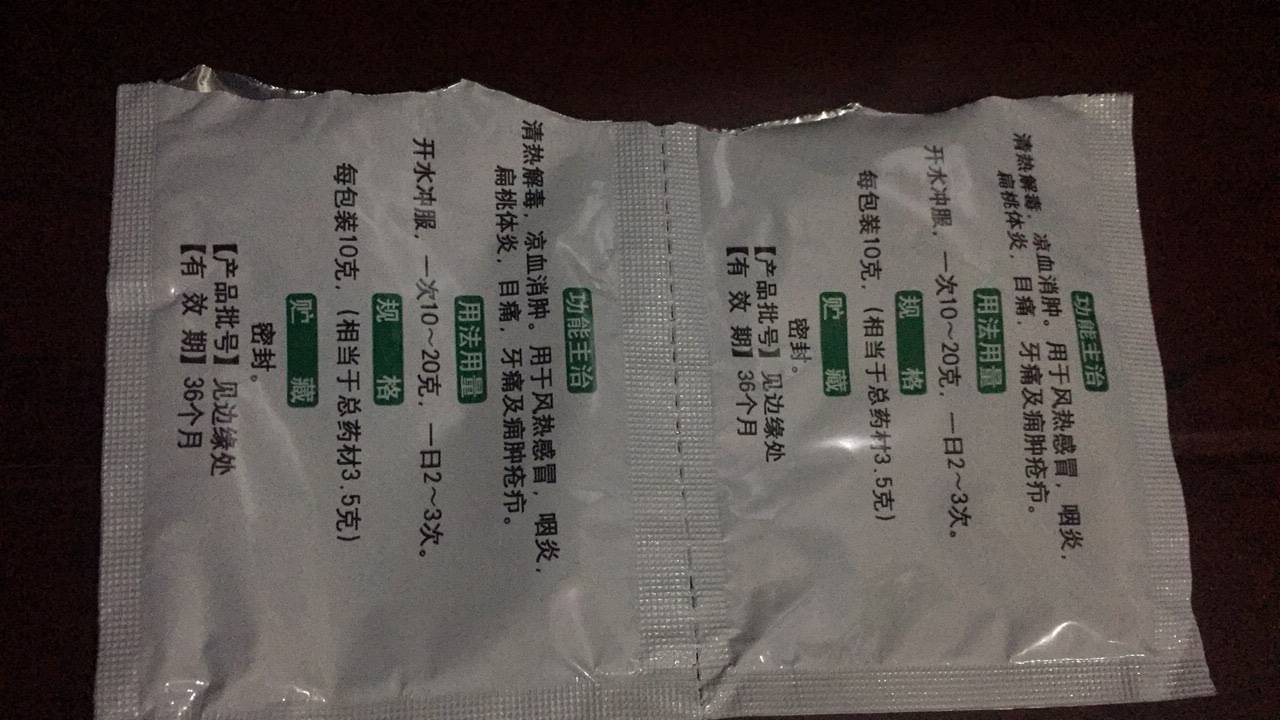 功能主治
清热解毒，凉血消肿。用于风热感冒，咽炎，
扁桃体炎，目痛，牙痛及痈肿疮疖。
用法用量
开水冲服，一次10～20克，一日2～3次。
规 格
每包装10克，(相当于总药材3.5克)
贮 藏
密封。
【产品批号】见边缘处
【有 效 期】36个月
功能主治
清热解毒，凉血消肿。用于风热感冒，咽炎，
扁桃体炎，目痛，牙痛及痈肿疮疖。
用法用量
开水冲服，一次10～20克，一日2～3次。
规 格
每包装10克，(相当于总药材3.5克)
贮 藏
密封。
【产品批号】见边缘处
【有 效 期】36个月